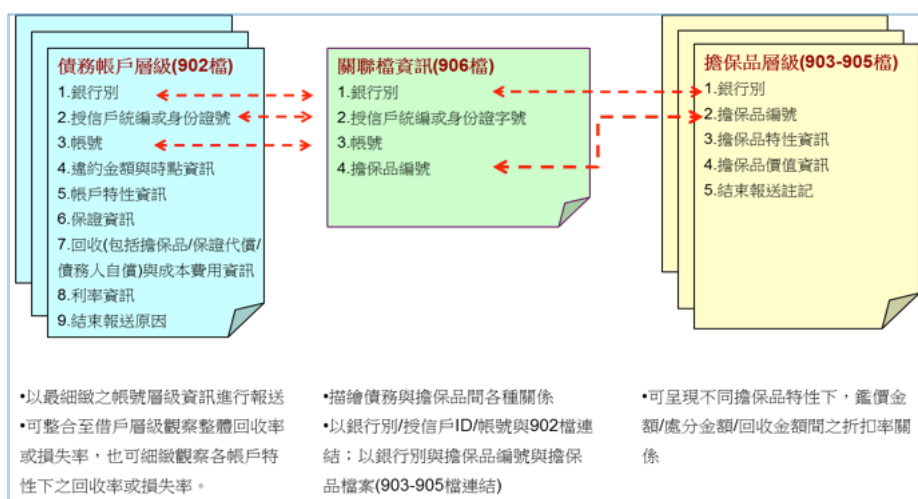 債務帳戶層級(902檔)
1.銀行別
2.授信戶統編或身份證號
3.帳號
4.違約金額與時點資訊
5.帳戶特性資訊
6.保證資訊
7.回收(包括擔保品/保證代償/
債務人自償)與成本費用資訊
8.利率資訊
9.結束報送原因
關聯檔資訊(906檔)
1.銀行別
2.授信戶統編或身份證字號
3.帳號
4.擔保品編號
擔保品層級(903-905檔)
1.銀行別
2.擔保品編號
3.擔保品特性資訊
4.擔保品價值資訊
5.結束報送註記
•以最細緻之帳號層級資訊進行報送
•可整合至借戶層級觀察整體回收率
或損失率，也可細緻觀察各帳戶特
性下之回收率或損失率。
•描繪債務與擔保品間各種關係
•以銀行別/授信戶ID/帳號與902檔連
結；以銀行別與擔保品編號與擔保
品檔案(903-905檔連結)
•可呈現不同擔保品特性下，鑑價金
額/處分金額/回收金額間之折扣率關
係